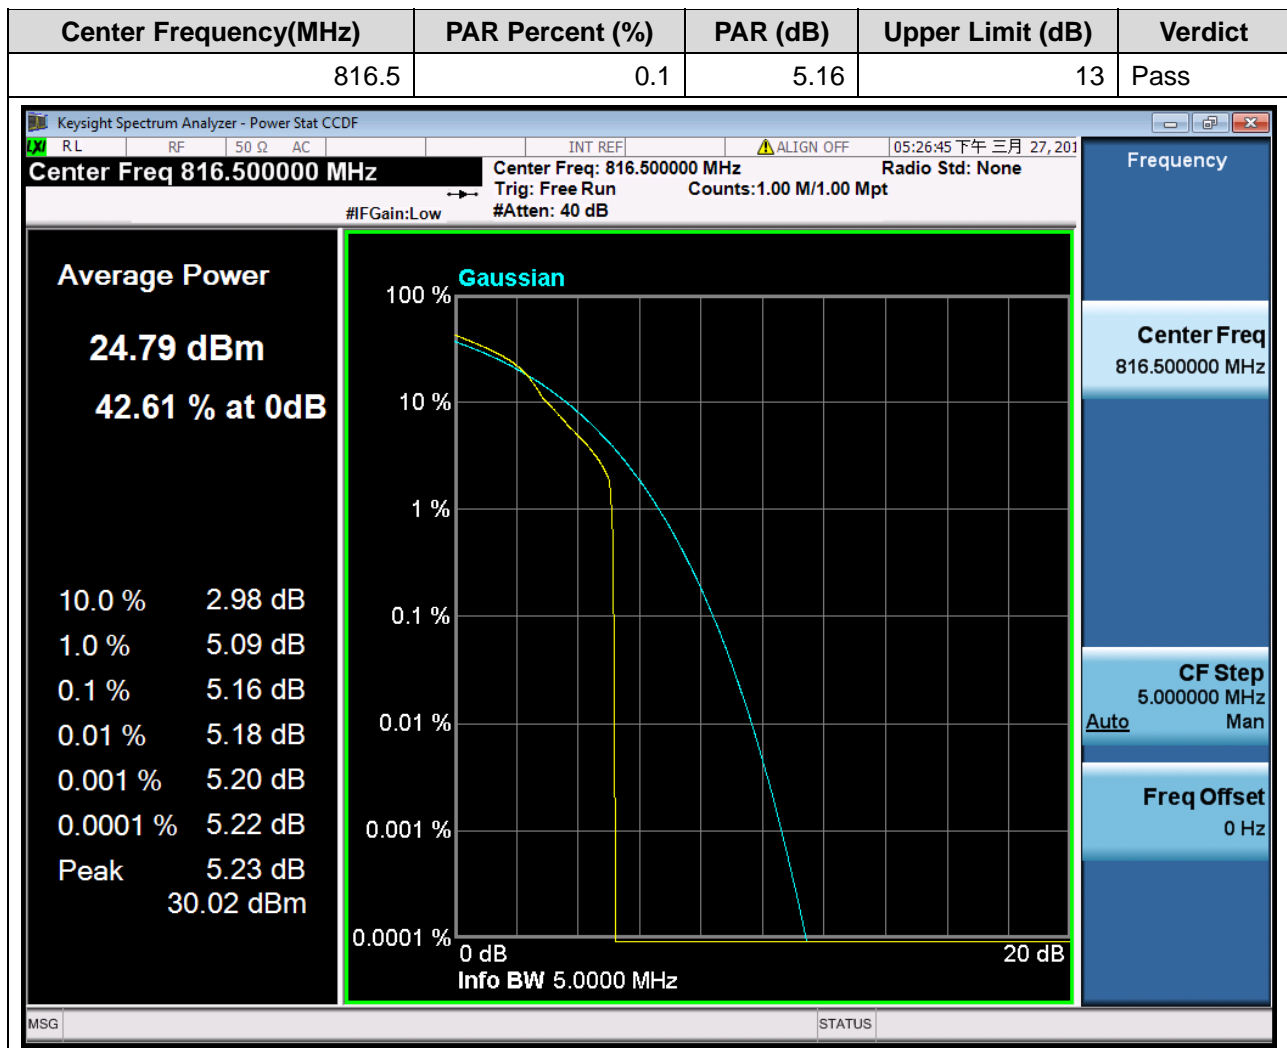 Center Frequency(MHz) PAR Percent (%) PAR (dB) Upper Limit (dB) Verdict
816.5 0.1 5.16 13 Pass
Keysight Spectrum Analyzer - Power Stat CCDF
LXI RL RF 50 Ω AC INT REF ALIGN OFF 05:26:45 下午 三月 27, 201
Center Freq 816.500000 MHz
Center Freq: 816.500000 MHz Radio Std: None
Trig: Free Run Counts:1.00 M/1.00 Mpt
#IFGain:Low #Atten: 40 dB
Average Power
24.79 dBm
42.61 % at 0dB
10.0 % 2.98 dB
1.0 % 5.09 dB
0.1 % 5.16 dB
0.01 % 5.18 dB
0.001 % 5.20 dB
0.0001 % 5.22 dB
Peak 5.23 dB
30.02 dBm
Gaussian
100 %
10 %
1 %
0.1 %
0.01 %
0.001 %
0.0001 %
0 dB 20 dB
Info BW 5.0000 MHz
Frequency
Center Freq
816.500000 MHz
CF Step
5.000000 MHz
Auto Man
Freq Offset
0 Hz
MSG STATUS